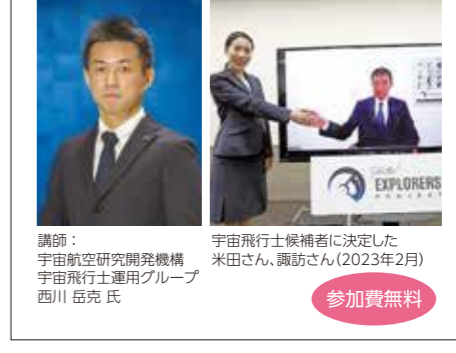 講師：
宇宙航空研究開発機構
宇宙飛行士運用グループ
西川 岳克 氏
宇宙飛行士候補者に決定した
米田さん、諏訪さん（2023年2月）
EXPLORERS
参加費無料